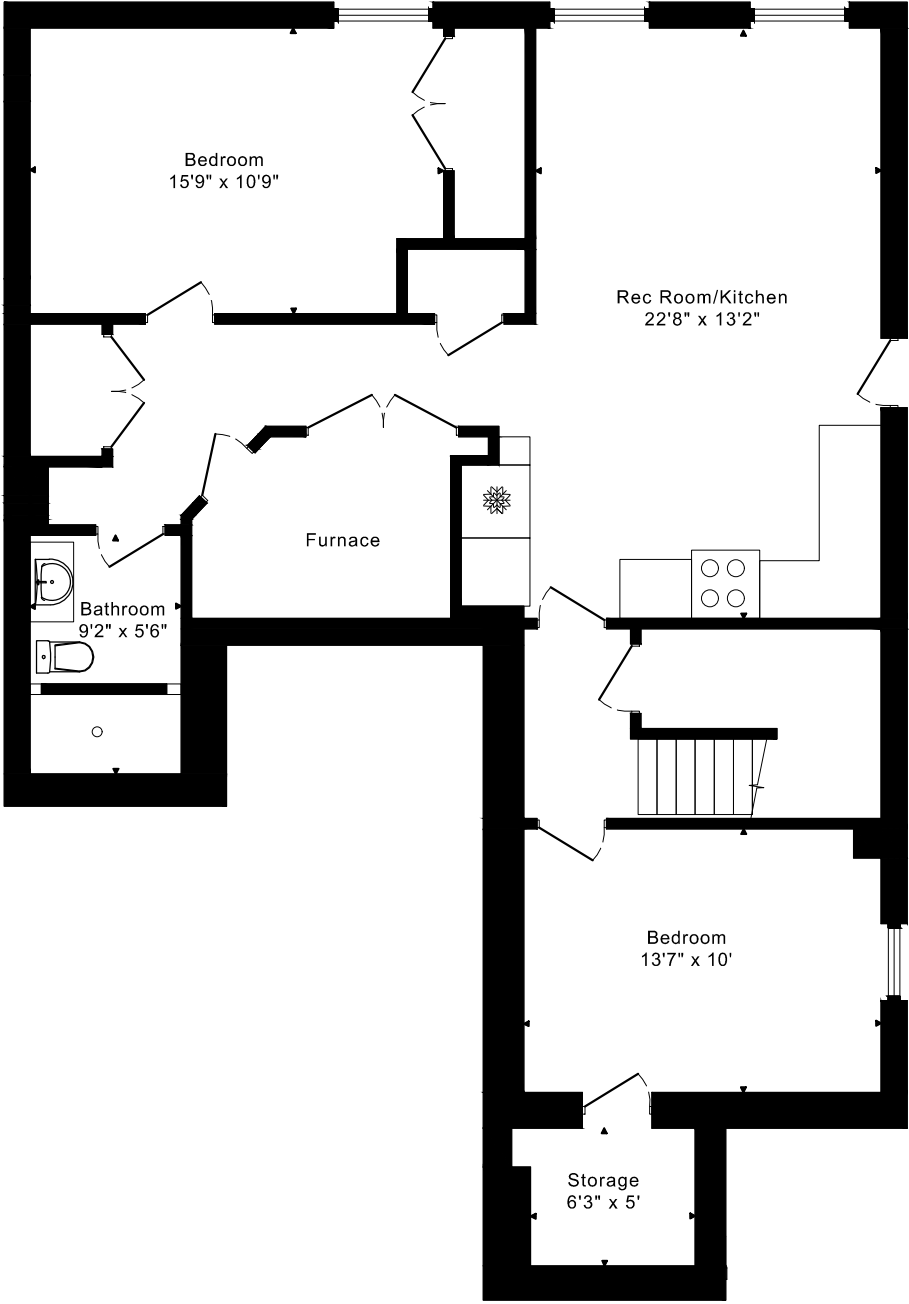 Bedroom
15'9" x 10'9"
Rec Room/Kitchen
22'8" x 13'2"
Furnace
Bathroom
9'2" x 5'6"
Bedroom
13'7" x 10'
Storage
6'3" x 5'